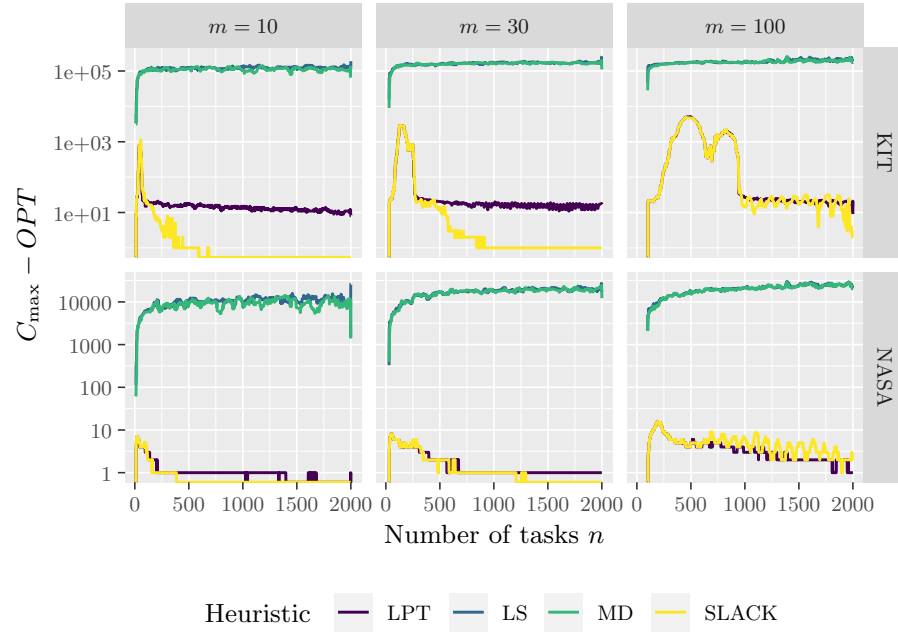 m = 10 m = 30 m = 100
C_max − OPT
1e+05
1e+03
1e+01
KIT
10000
1000
100
10
1
NASA
0 500 1000 1500 2000 0 500 1000 1500 2000 0 500 1000 1500 2000
Number of tasks n
Heuristic LPT LS MD SLACK